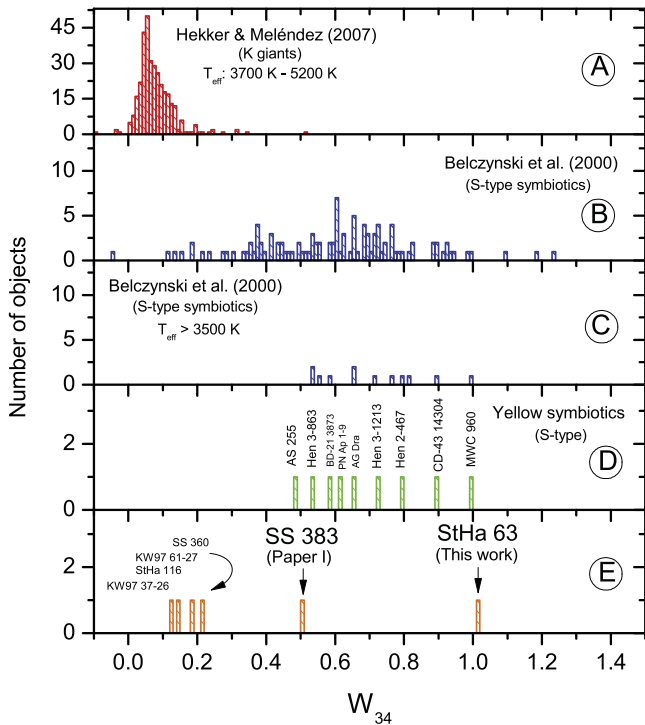 45
30
15
0
Hekker & Meléndez (2007)
(K giants)
T_eff: 3700 K - 5200 K
A
10
5
0
Belczynski et al. (2000)
(S-type symbiotics)
B
10
5
0
Belczynski et al. (2000)
(S-type symbiotics)
T_eff > 3500 K
C
Number of objects
2
0
AS 255
Hen 3-863
BD-21 3873
PN Ap 1-9
AG Dra
Hen 3-1213
Hen 2-467
CD-43 14304
MWC 960
Yellow symbiotics
(S-type)
D
2
0
SS 360
KW97 61-27
StHa 116
KW97 37-26
SS 383
(Paper I)
StHa 63
(This work)
E
0.0 0.2 0.4 0.6 0.8 1.0 1.2 1.4
W_34